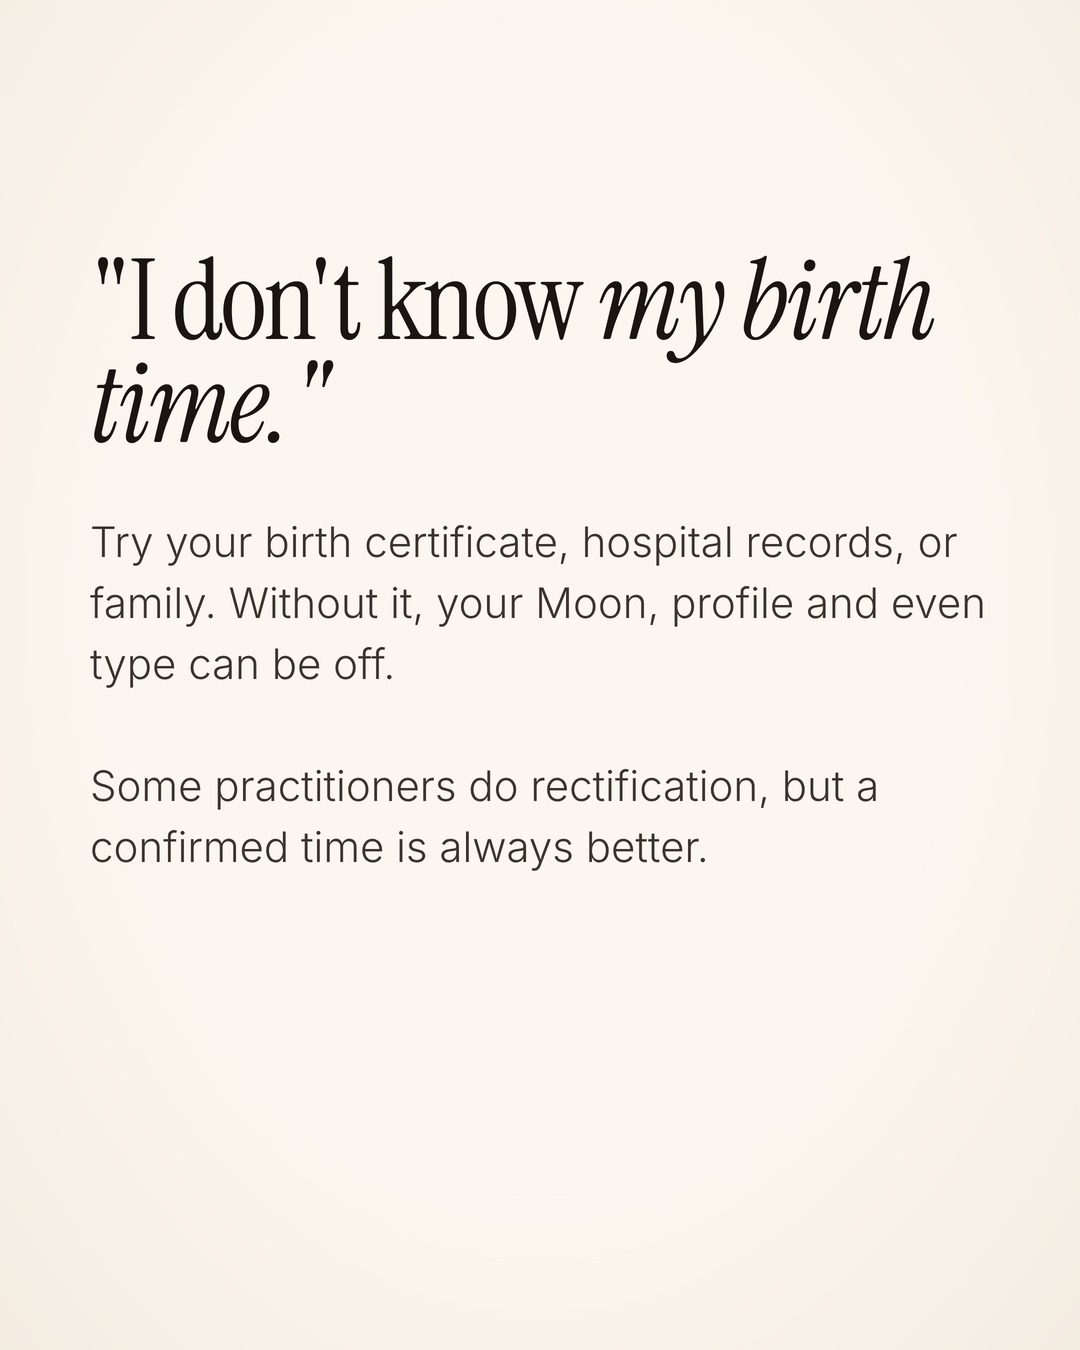 "I don't know my birth
time."
Try your birth certificate, hospital records, or
family. Without it, your Moon, profile and even
type can be off.
Some practitioners do rectification, but a
confirmed time is always better.